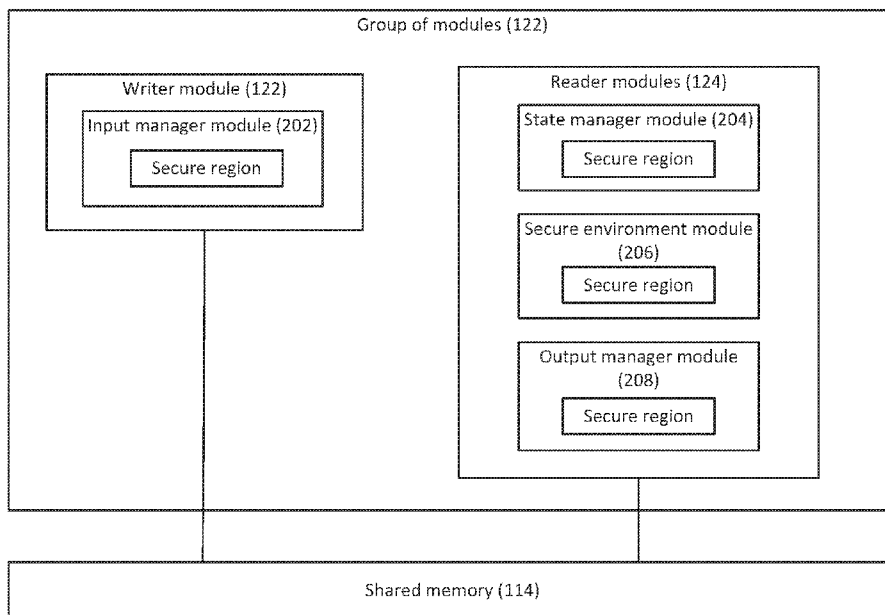 Group of modules (122)
Writer module (122)
Input manager module (202)
Secure region
Reader modules (124)
State manager module (204)
Secure region
Secure environment module
(206)
Secure region
Output manager module
(208)
Secure region
Shared memory (114)